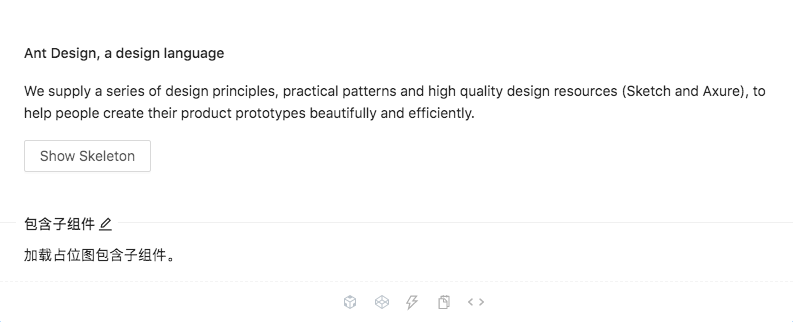 Ant Design, a design language
We supply a series of design principles, practical patterns and high quality design resources (Sketch and Axure), to
help people create their product prototypes beautifully and efficiently.
Show Skeleton
包含子组件
加载占位图包含子组件。